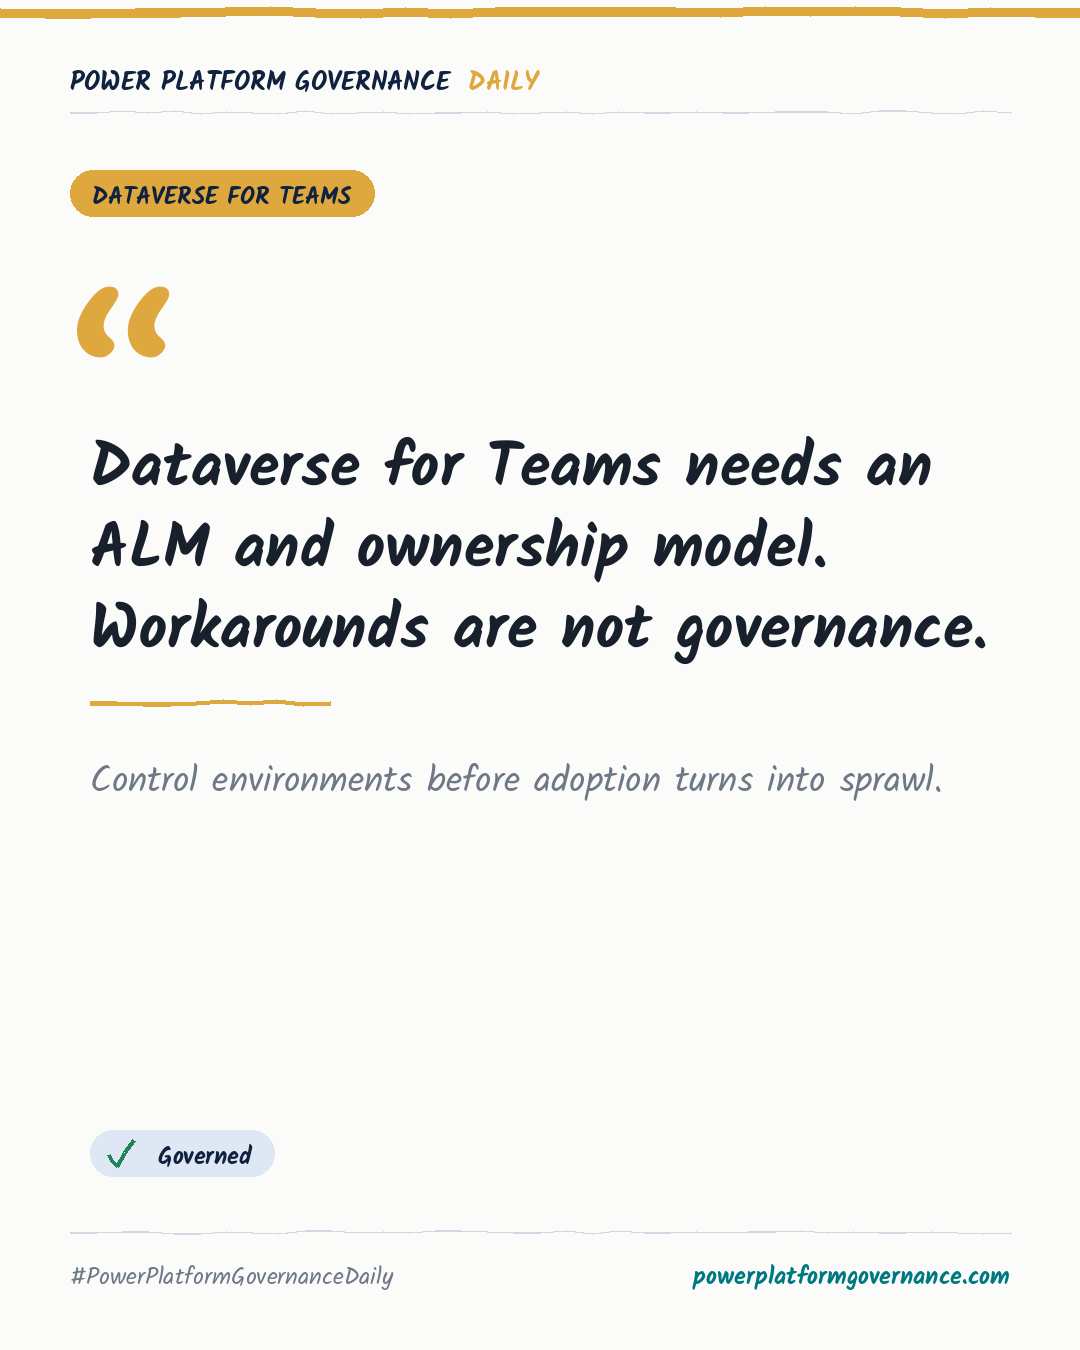 POWER PLATFORM GOVERNANCE DAILY
DATAVERSE FOR TEAMS
“
Dataverse for Teams needs an
ALM and ownership model.
Workarounds are not governance.
Control environments before adoption turns into sprawl.
✓ Governed
#PowerPlatformGovernanceDaily
powerplatformgovernance.com